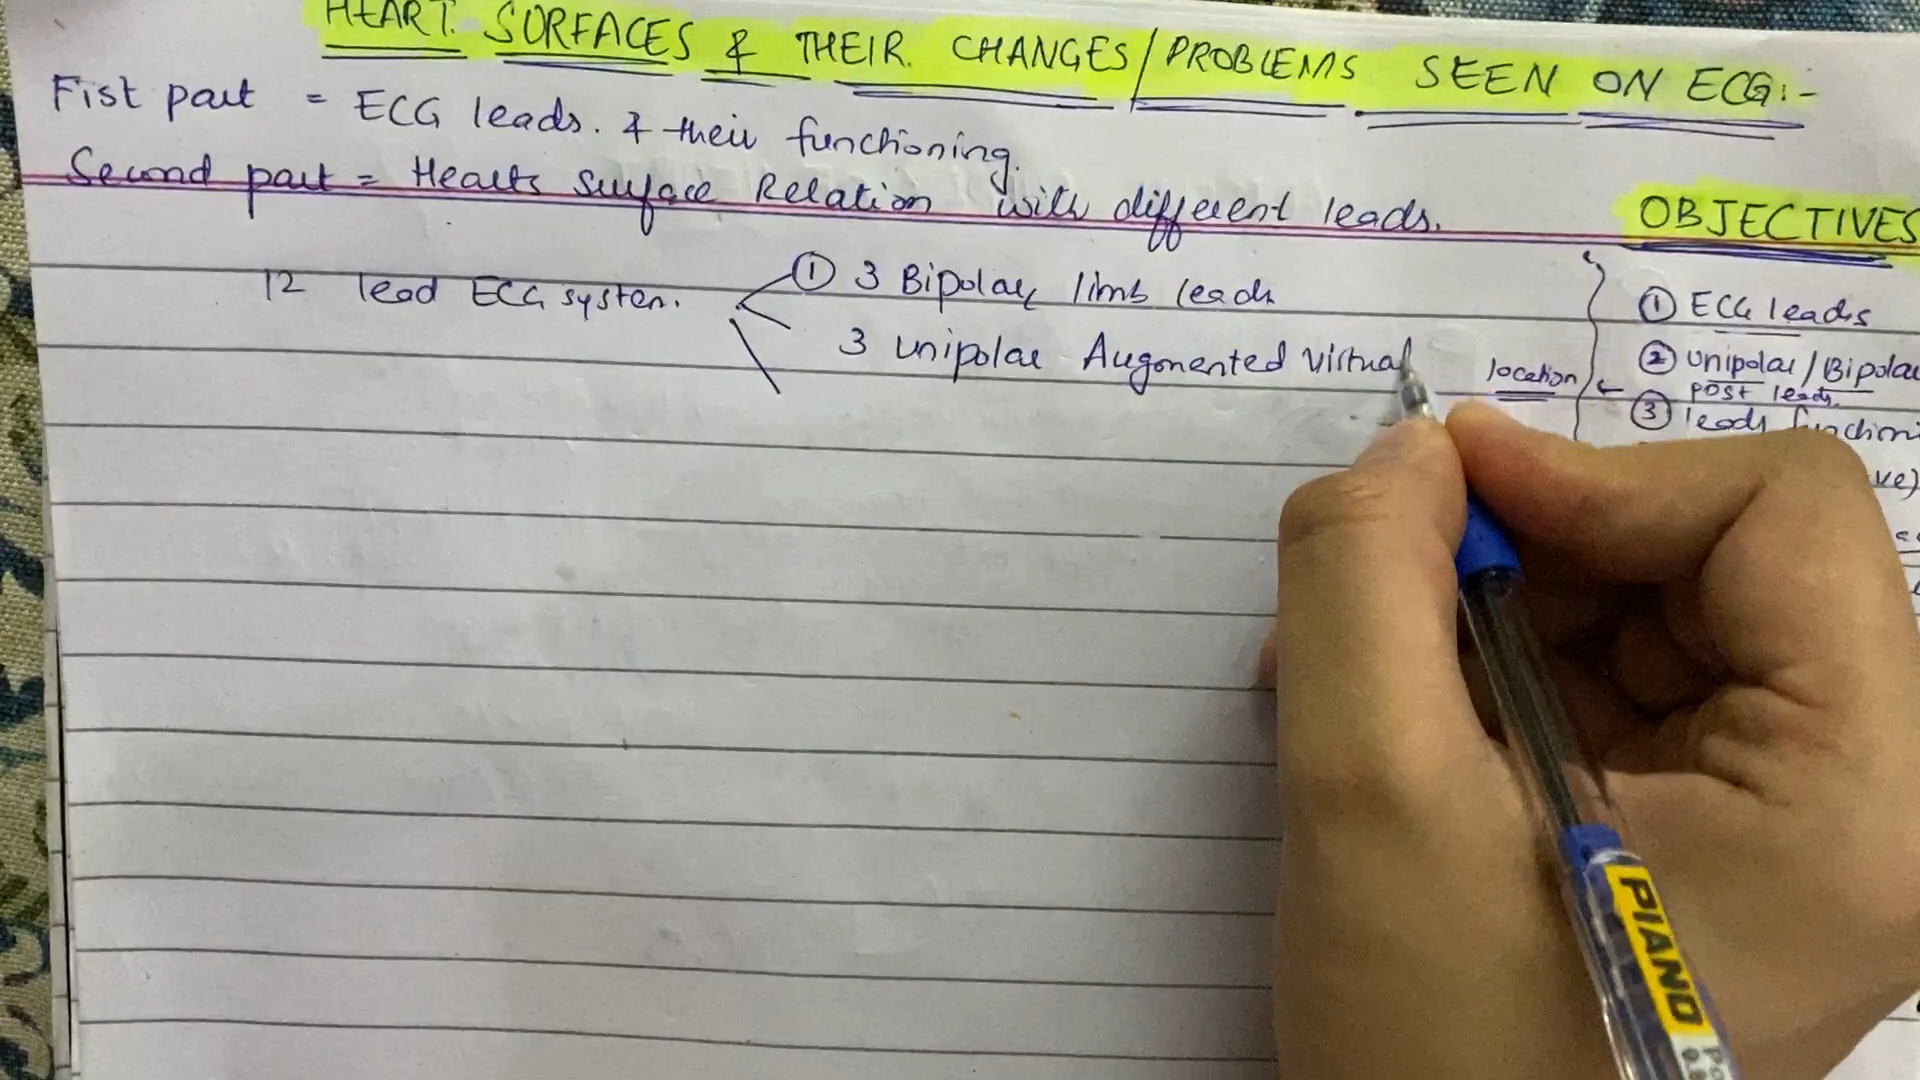 HEART SURFACES & THEIR CHANGES/PROBLEMS SEEN ON ECG:-
Fist part = ECG leads. & their functioning.
Second part = Hearts Surface Relation with different leads.
OBJECTIVES
12 lead ECG system.
① 3 Bipolar limb leads
3 unipolar Augmented Virtual
location
① ECG leads
② Unipolar/Bipolar
post leads.
③ leads functioni
ve)
PIANO